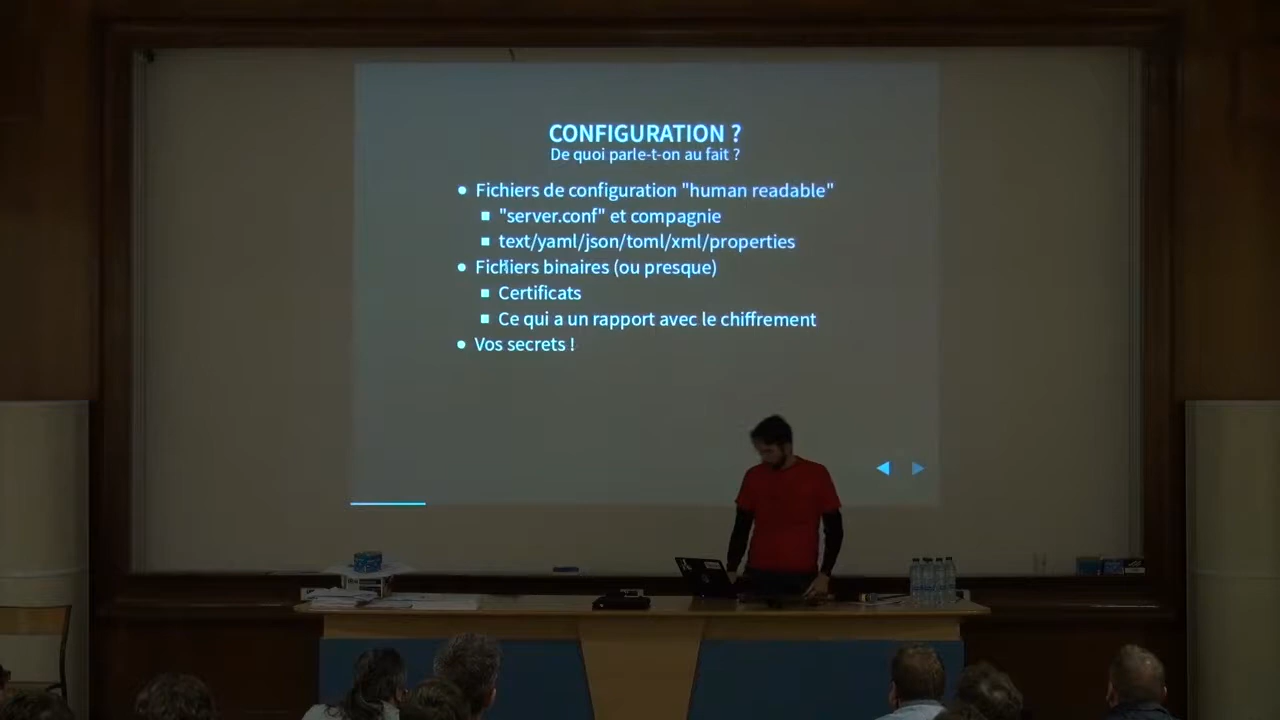 CONFIGURATION ?
De quoi parle-t-on au fait ?
Fichiers de configuration "human readable"
"server.conf" et compagnie
text/yaml/json/toml/xml/properties
Fichiers binaires (ou presque)
Certificats
Ce qui a un rapport avec le chiffrement
Vos secrets !